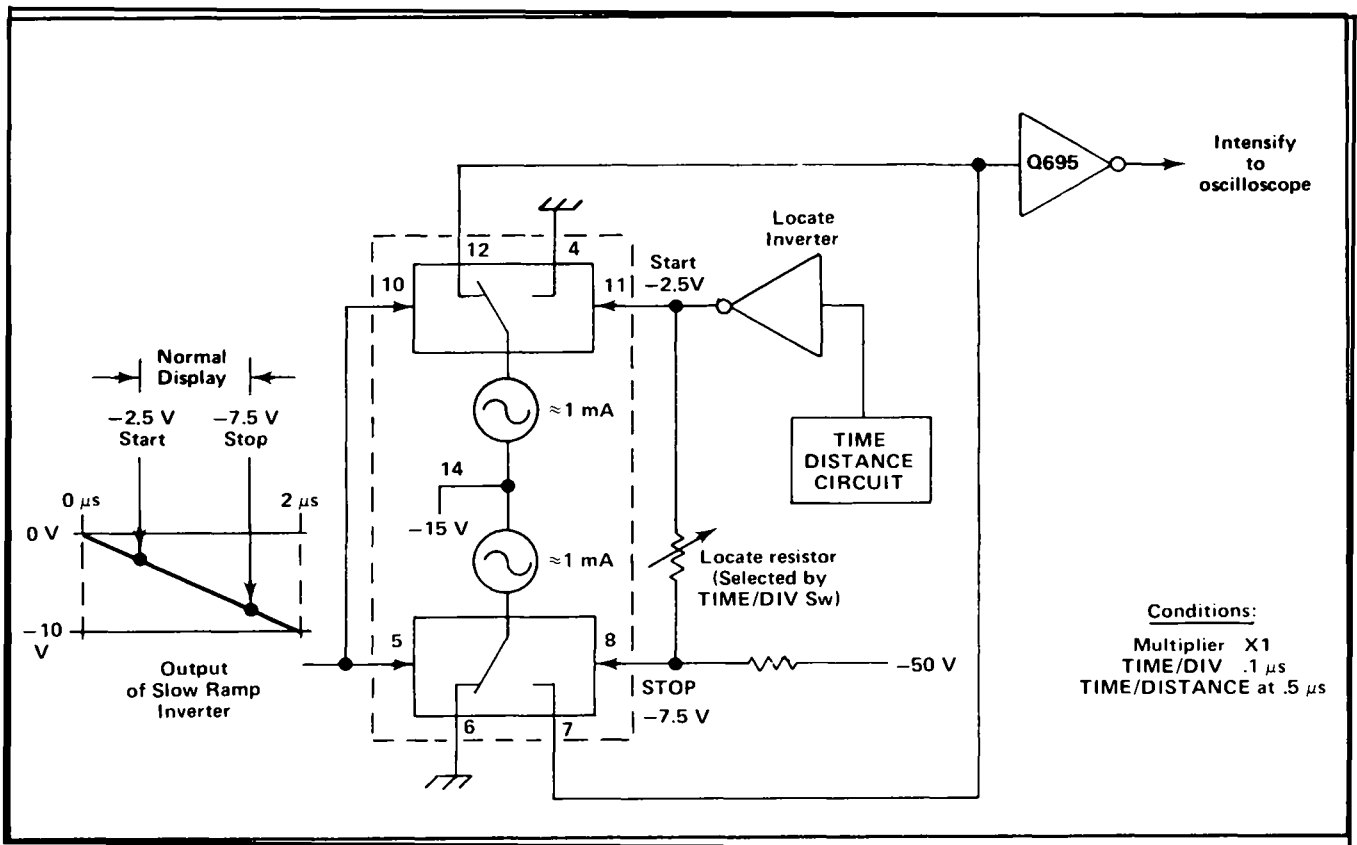 Q695
Intensify
to
oscilloscope
Locate
Inverter
12
4
Start
−2.5V
10
11
Normal
Display
≈1 mA
−2.5 V
Start
−7.5 V
Stop
TIME
DISTANCE
CIRCUIT
14
0 μs
2 μs
−15 V
0 V
≈1 mA
Locate resistor
(Selected by
TIME/DIV Sw)
Conditions:
Multiplier X1
TIME/DIV .1 μs
TIME/DISTANCE at .5 μs
−10
V
5
8
−50 V
STOP
−7.5 V
Output
of Slow Ramp
Inverter
6
7